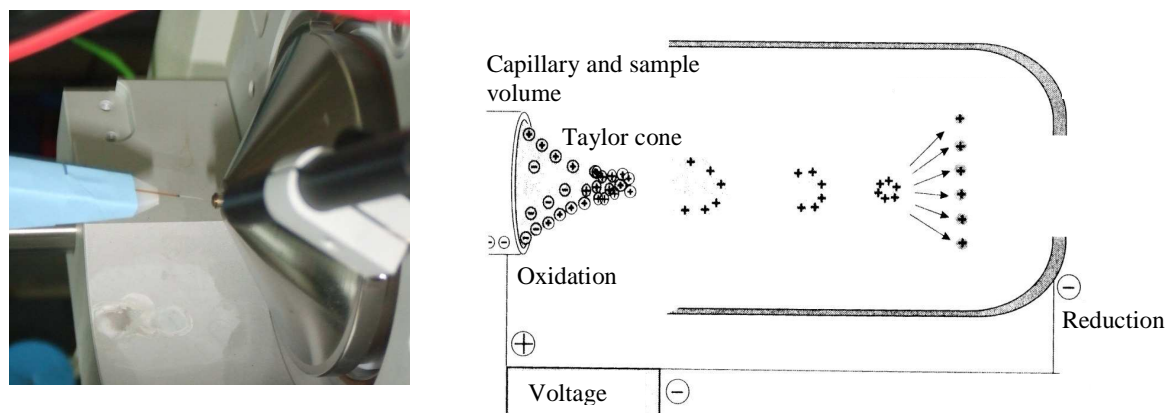 Capillary and sample
volume
Taylor cone
Oxidation
Reduction
Voltage